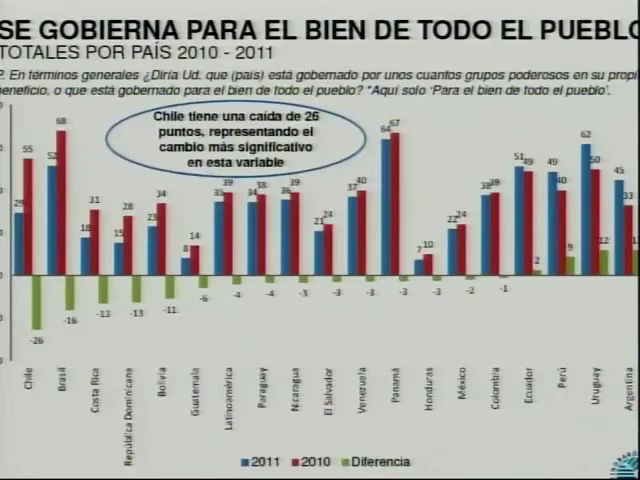 SE GOBIERNA PARA EL BIEN DE TODO EL PUEBLO
TOTALES POR PAÍS 2010 - 2011
P. En términos generales ¿Diría Ud. que (país) está gobernado por unos cuantos grupos poderosos en su propi
beneficio, o que está gobernado para el bien de todo el pueblo? *Aquí solo 'Para el bien de todo el pueblo'.
Chile tiene una caída de 26
puntos, representando el
cambio más significativo
en esta variable
29 55 -26
52 68 -16
18 31 -13
15 28 -13
23 34 -11
8 14 -6
35 39 -4
34 38 -4
36 39 -3
21 24 -3
37 40 -3
64 67 -3
7 10 -3
22 24 -2
38 39 -1
51 49 2
49 40 9
62 50 12
45 33
Chile
Brasil
Costa Rica
República Dominicana
Bolivia
Guatemala
Latinoamérica
Paraguay
Nicaragua
El Salvador
Venezuela
Panamá
Honduras
México
Colombia
Ecuador
Perú
Uruguay
Argentina
2011 2010 Diferencia